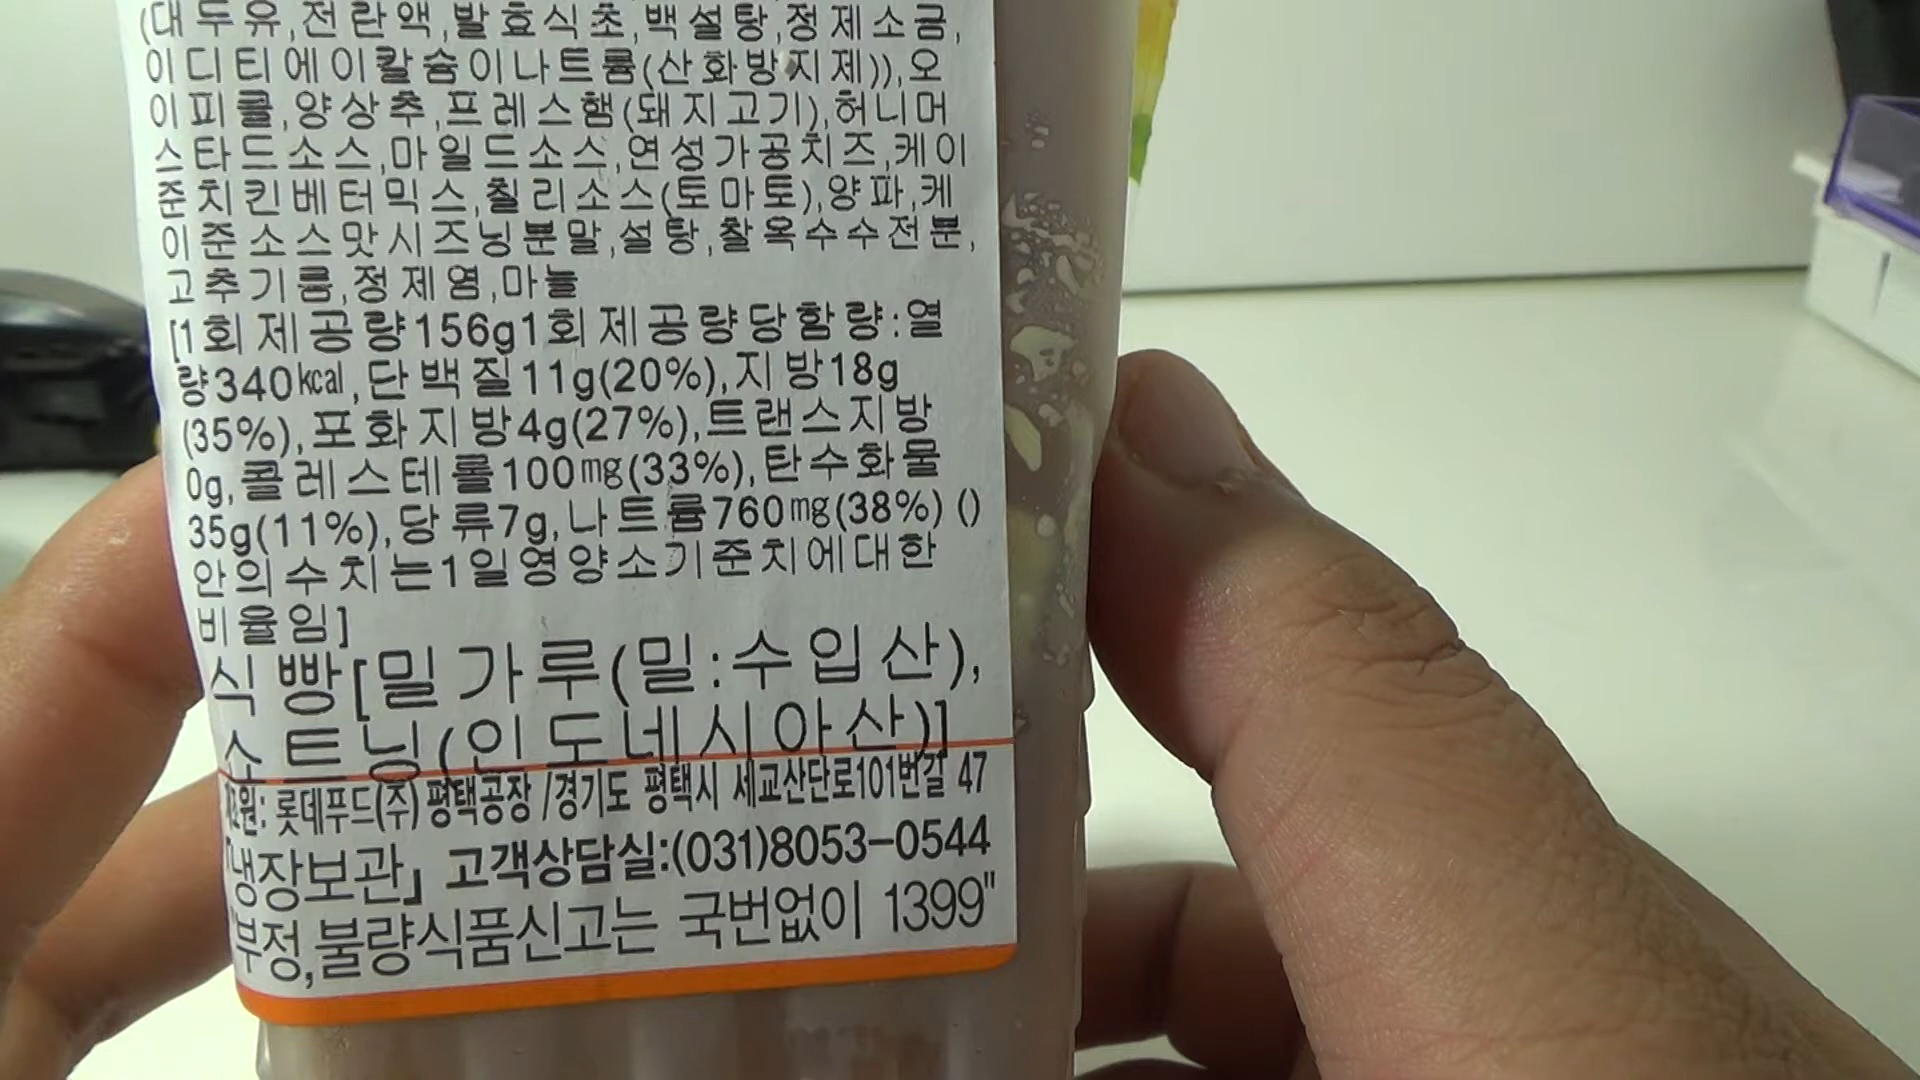 (대두유,전란액,발효식초,백설탕,정제소금,
이디티에이칼슘이나트륨(산화방지제)),오
이피클,양상추,프레스햄(돼지고기),허니머
스타드소스,마일드소스,연성가공치즈,케이
준치킨베터믹스,칠리소스(토마토),양파,케
이준소스맛시즈닝분말,설탕,찰옥수수전분,
고추기름,정제염,마늘
[1회 제공량156g1회 제공량당함량:열
량340㎉,단백질11g(20%),지방18g
(35%),포화지방4g(27%),트랜스지방
0g,콜레스테롤100㎎(33%),탄수화물
35g(11%),당류7g,나트륨760㎎(38%) ()
안의수치는1일영양소기준치에대한
비율임]
식빵[밀가루(밀:수입산),
쇼트닝(인도네시아산)]
제조원: 롯데푸드(주) 평택공장 /경기도 평택시 세교산단로101번길 47
「냉장보관」 고객상담실:(031)8053-0544
"부정,불량식품신고는 국번없이 1399"